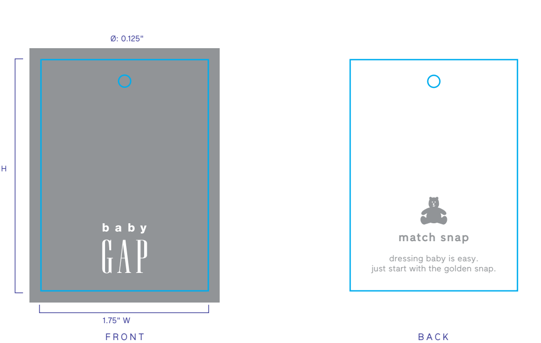 Ø: 0.125"
H
baby
GAP
1.75" W
FRONT
match snap
dressing baby is easy.
just start with the golden snap.
BACK